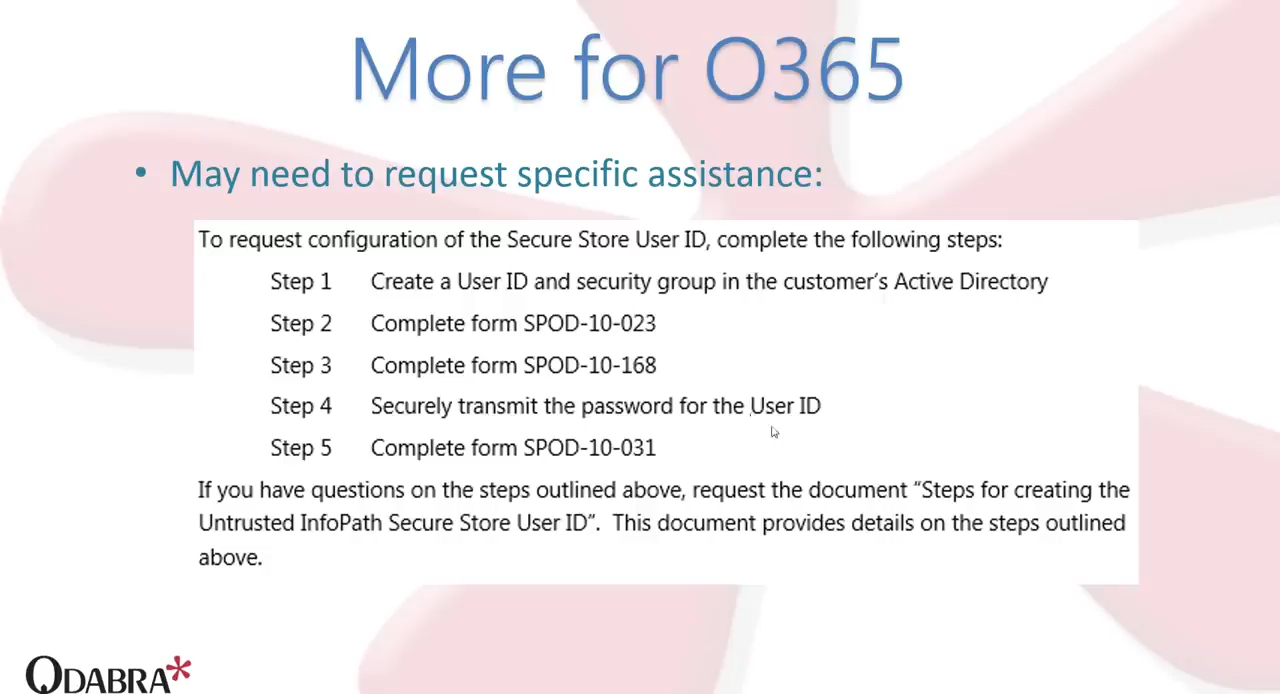 More for O365
• May need to request specific assistance:
To request configuration of the Secure Store User ID, complete the following steps:
Step 1 Create a User ID and security group in the customer's Active Directory
Step 2 Complete form SPOD-10-023
Step 3 Complete form SPOD-10-168
Step 4 Securely transmit the password for the User ID
Step 5 Complete form SPOD-10-031
If you have questions on the steps outlined above, request the document “Steps for creating the
Untrusted InfoPath Secure Store User ID”. This document provides details on the steps outlined
above.
QDABRA